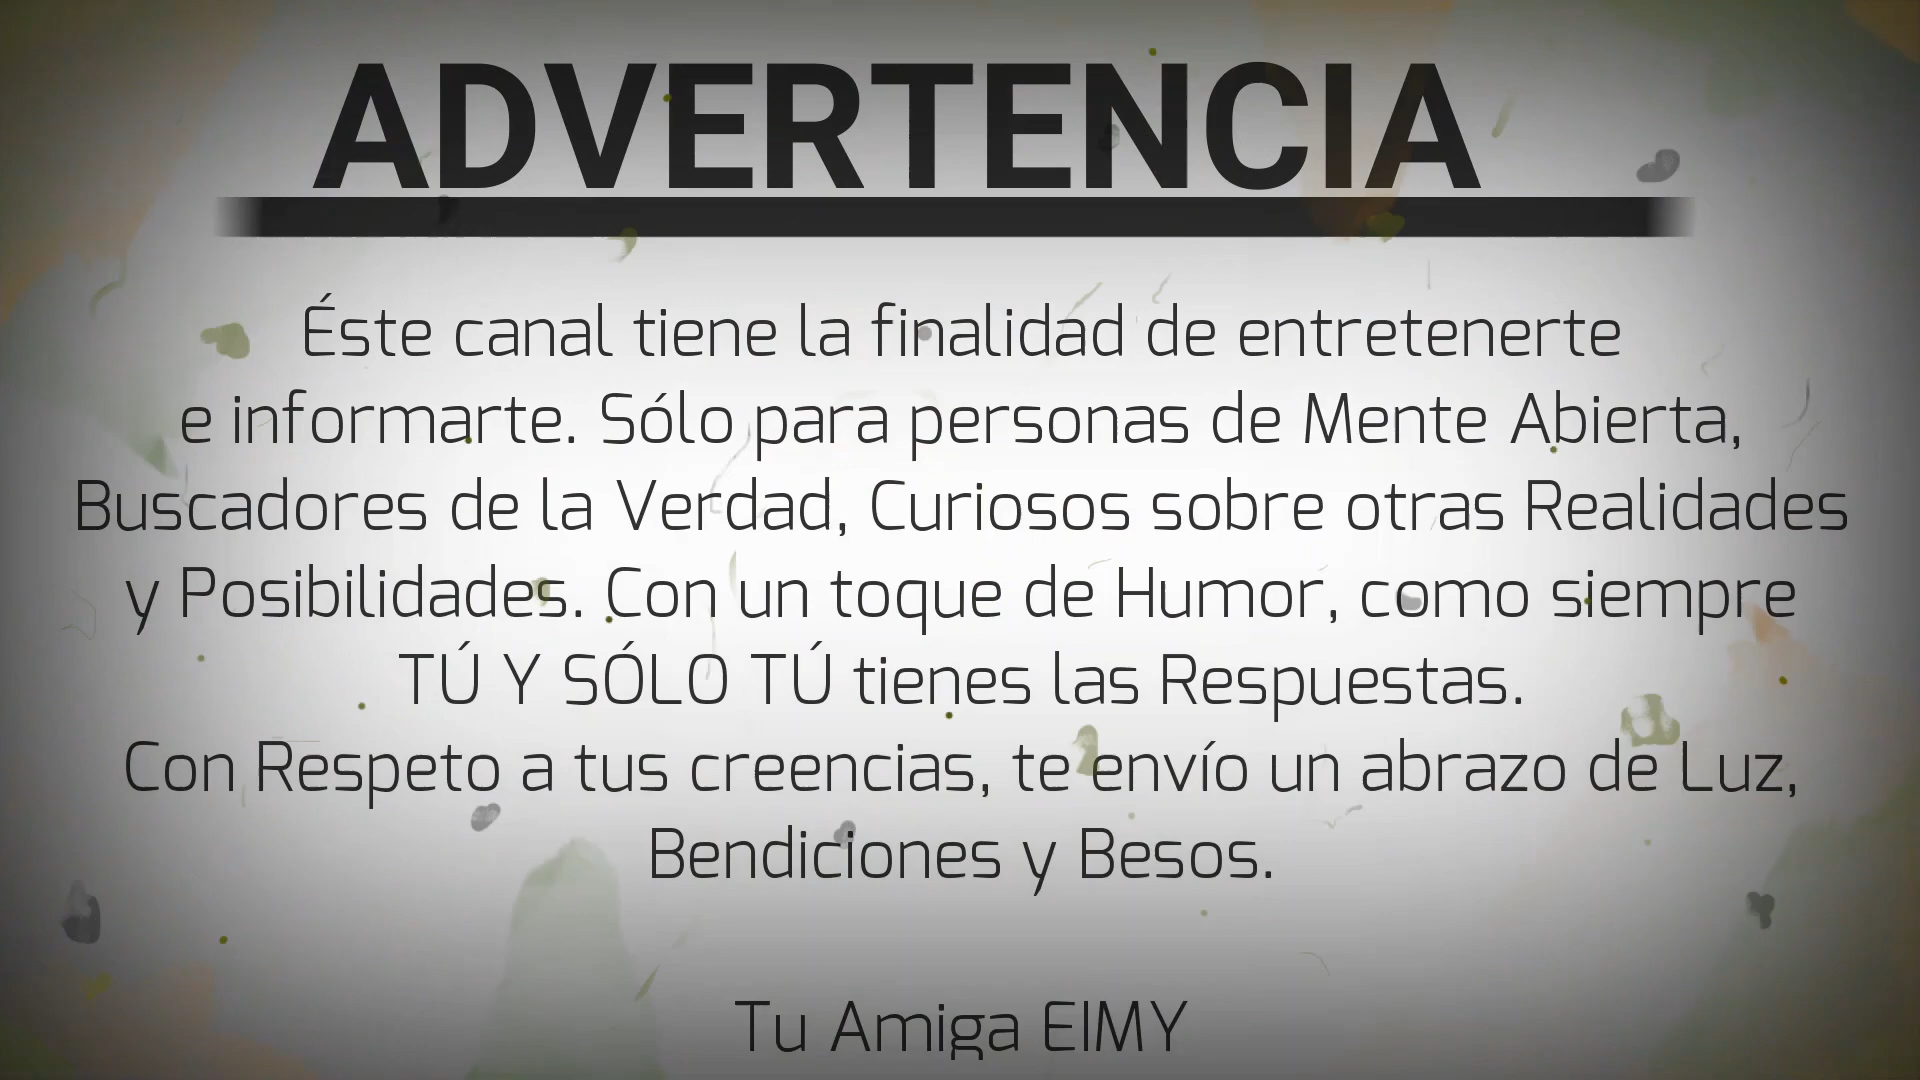 ADVERTENCIA
Éste canal tiene la finalidad de entretenerte
e informarte. Sólo para personas de Mente Abierta,
Buscadores de la Verdad, Curiosos sobre otras Realidades
y Posibilidades. Con un toque de Humor, como siempre
TÚ Y SÓLO TÚ tienes las Respuestas.
Con Respeto a tus creencias, te envío un abrazo de Luz,
Bendiciones y Besos.
Tu Amiga EIMY